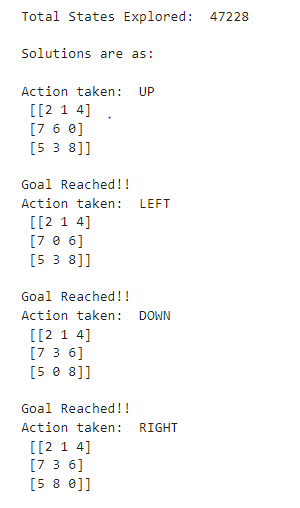 Total States Explored:  47228
Solutions are as:
Action taken:  UP
[[2 1 4]
[7 6 0]
[5 3 8]]
Goal Reached!!
Action taken:  LEFT
[[2 1 4]
[7 0 6]
[5 3 8]]
Goal Reached!!
Action taken:  DOWN
[[2 1 4]
[7 3 6]
[5 0 8]]
Goal Reached!!
Action taken:  RIGHT
[[2 1 4]
[7 3 6]
[5 8 0]]